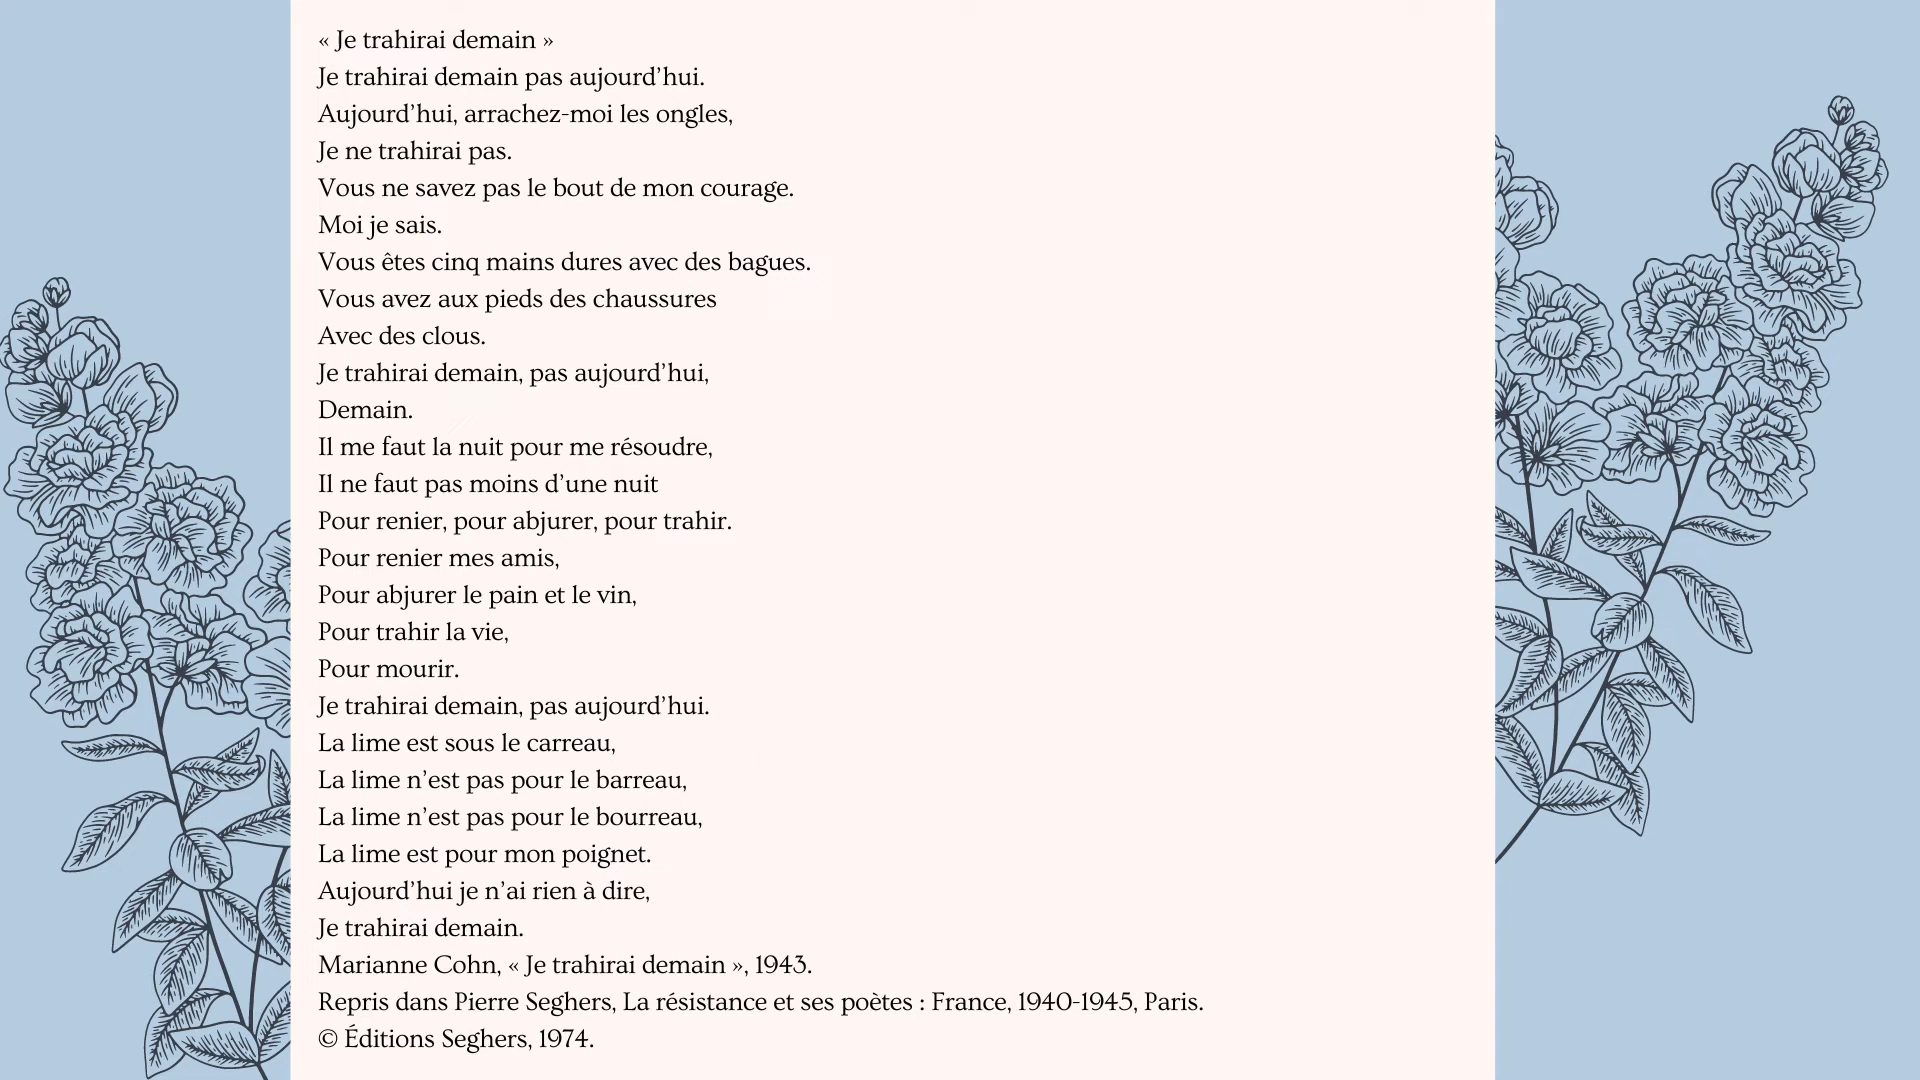 « Je trahirai demain »
Je trahirai demain pas aujourd’hui.
Aujourd’hui, arrachez-moi les ongles,
Je ne trahirai pas.
Vous ne savez pas le bout de mon courage.
Moi je sais.
Vous êtes cinq mains dures avec des bagues.
Vous avez aux pieds des chaussures
Avec des clous.
Je trahirai demain, pas aujourd’hui,
Demain.
Il me faut la nuit pour me résoudre,
Il ne faut pas moins d’une nuit
Pour renier, pour abjurer, pour trahir.
Pour renier mes amis,
Pour abjurer le pain et le vin,
Pour trahir la vie,
Pour mourir.
Je trahirai demain, pas aujourd’hui.
La lime est sous le carreau,
La lime n’est pas pour le barreau,
La lime n’est pas pour le bourreau,
La lime est pour mon poignet.
Aujourd’hui je n’ai rien à dire,
Je trahirai demain.
Marianne Cohn, « Je trahirai demain », 1943.
Repris dans Pierre Seghers, La résistance et ses poètes : France, 1940-1945, Paris.
© Éditions Seghers, 1974.